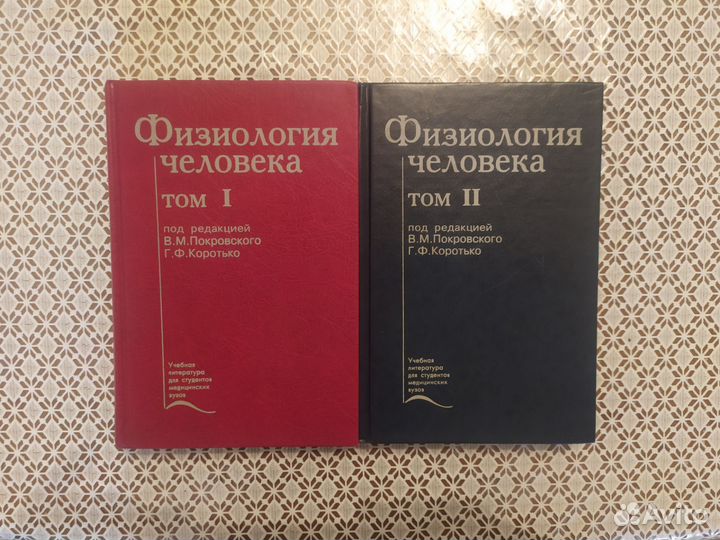 Физиология
человека
том I
под редакцией
В.М.Покровского
Г.Ф.Коротько
Учебная
литература
для студентов
медицинских
вузов
Физиология
человека
том II
под редакцией
В.М.Покровского
Г.Ф.Коротько
Учебная
литература
для студентов
медицинских
вузов
Avito